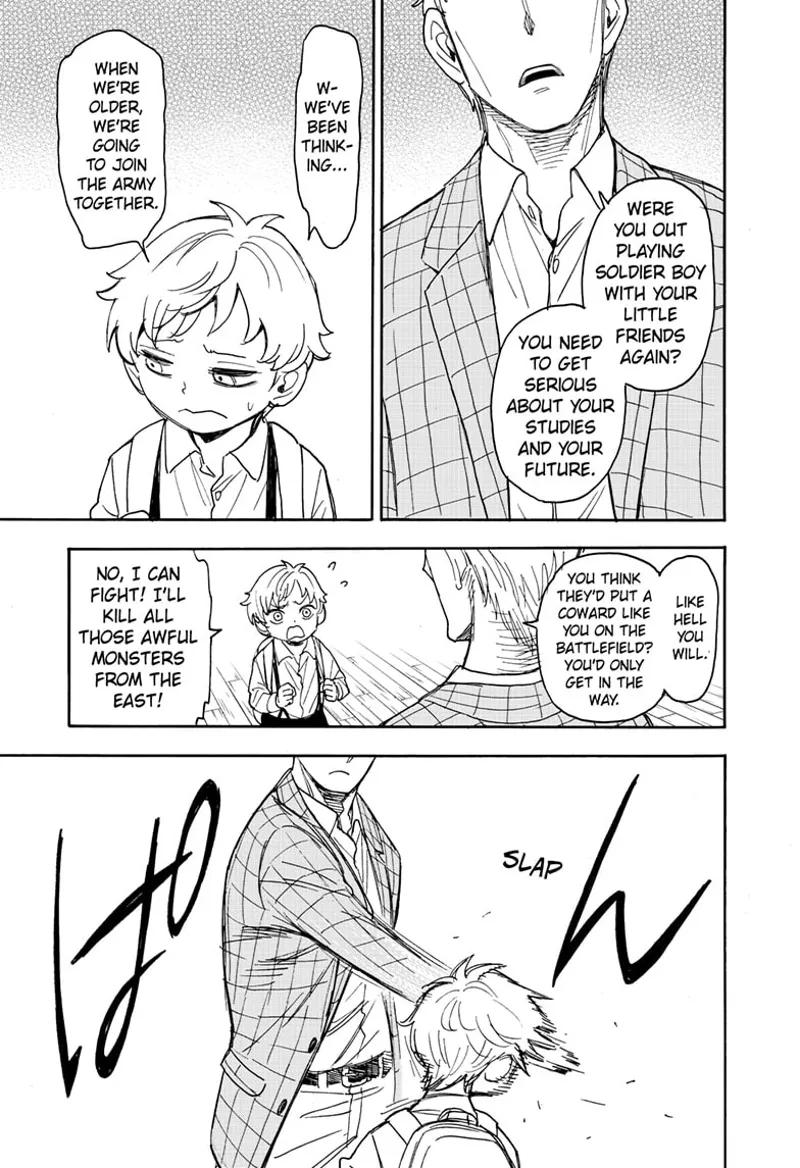 WERE
YOU OUT
PLAYING
SOLDIER BOY
WITH YOUR
LITTLE
FRIENDS
AGAIN?
YOU NEED
TO GET
SERIOUS
ABOUT YOUR
STUDIES
AND YOUR
FUTURE.
W-
WE'VE
BEEN
THINK-
ING...
WHEN
WE'RE
OLDER,
WE'RE
GOING
TO JOIN
THE ARMY
TOGETHER.
LIKE
HELL
YOU
WILL.
YOU THINK
THEY'D PUT A
COWARD LIKE
YOU ON THE
BATTLEFIELD?
YOU'D ONLY
GET IN THE
WAY.
NO, I CAN
FIGHT! I'LL
KILL ALL
THOSE AWFUL
MONSTERS
FROM THE
EAST!
SLAP
ぱん